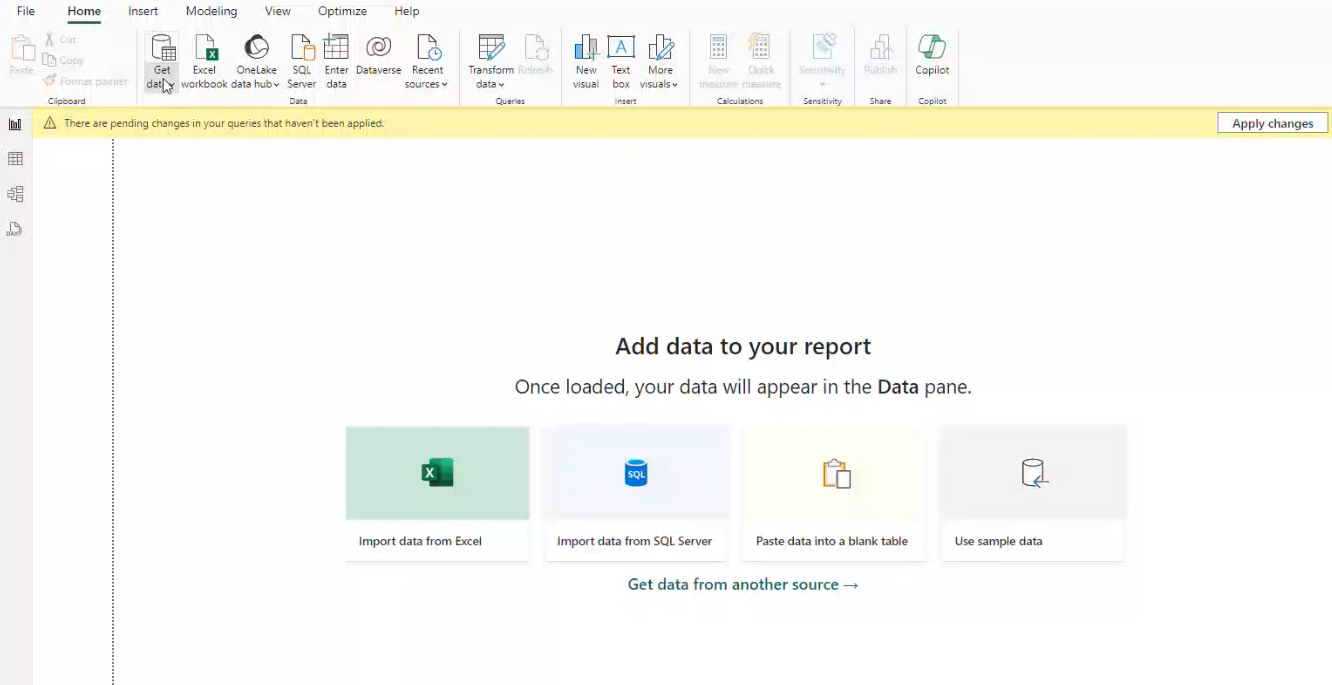 File Home Insert Modeling View Optimize Help
Paste
Cut
Copy
Format painter
Clipboard
Get data
Excel workbook
OneLake data hub
SQL Server
Enter data
Dataverse
Recent sources
Data
Transform data
Refresh
Queries
New visual
A
Text box
More visuals
Insert
New measure
Quick measure
Calculations
Sensitivity
Sensitivity
Publish
Share
Copilot
Copilot
There are pending changes in your queries that haven't been applied.
Apply changes
DAX
Add data to your report
Once loaded, your data will appear in the Data pane.
X
SQL
Import data from Excel
Import data from SQL Server
Paste data into a blank table
Use sample data
Get data from another source →